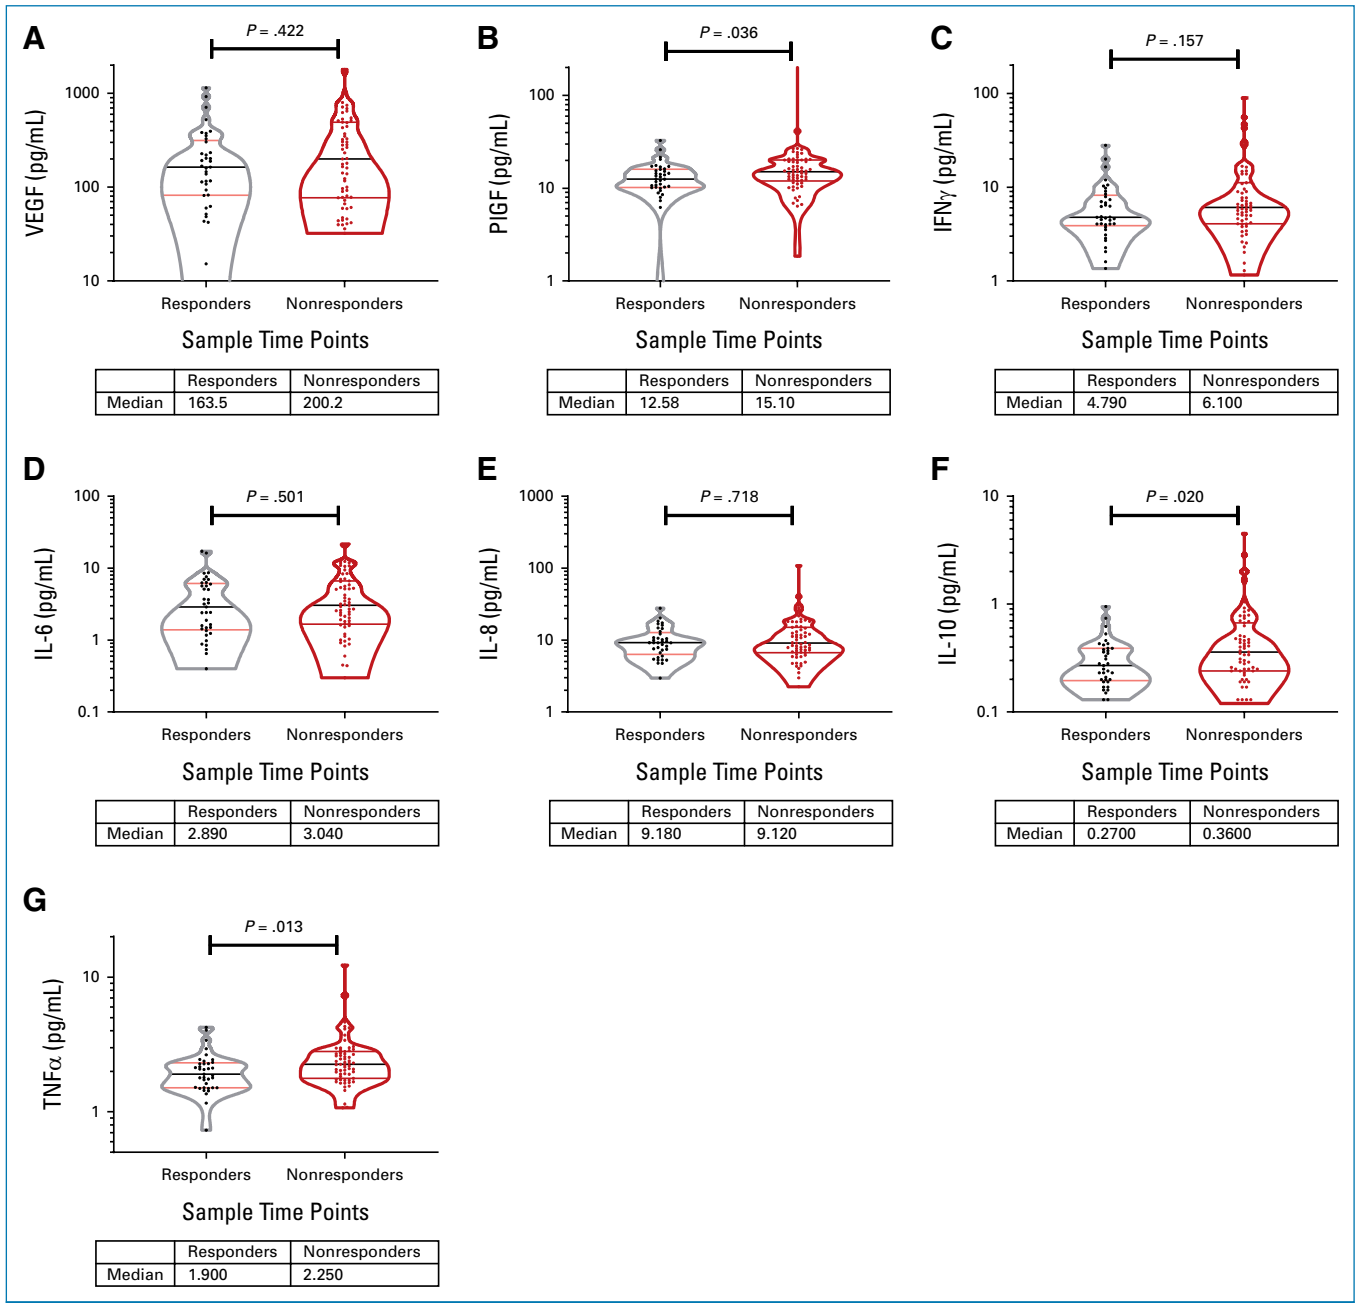 A
P = .422
VEGF (pg/mL)
1000
100
10
Responders
Nonresponders
Sample Time Points
Responders Nonresponders
Median 163.5 200.2
B
P = .036
PlGF (pg/mL)
100
10
1
Responders
Nonresponders
Sample Time Points
Responders Nonresponders
Median 12.58 15.10
C
P = .157
IFNγ (pg/mL)
100
10
1
Responders
Nonresponders
Sample Time Points
Responders Nonresponders
Median 4.790 6.100
D
P = .501
IL-6 (pg/mL)
100
10
1
0.1
Responders
Nonresponders
Sample Time Points
Responders Nonresponders
Median 2.890 3.040
E
P = .718
IL-8 (pg/mL)
1000
100
10
1
Responders
Nonresponders
Sample Time Points
Responders Nonresponders
Median 9.180 9.120
F
P = .020
IL-10 (pg/mL)
10
1
0.1
Responders
Nonresponders
Sample Time Points
Responders Nonresponders
Median 0.2700 0.3600
G
P = .013
TNFα (pg/mL)
10
1
Responders
Nonresponders
Sample Time Points
Responders Nonresponders
Median 1.900 2.250